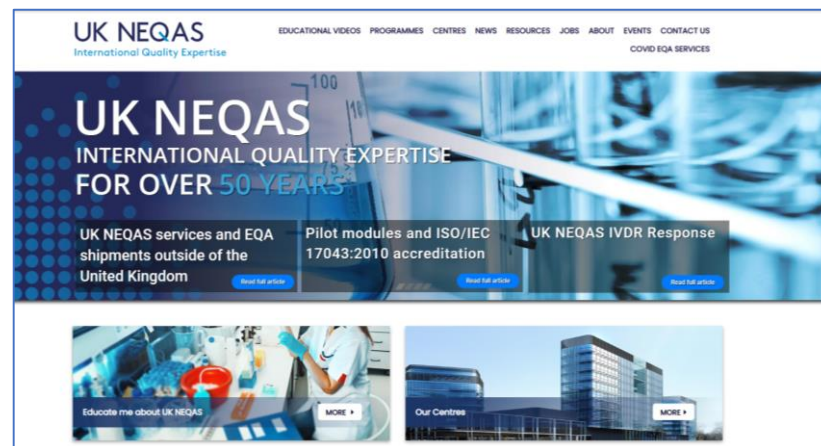 UK NEQAS
International Quality Expertise
EDUCATIONAL VIDEOS PROGRAMMES CENTRES NEWS RESOURCES JOBS ABOUT EVENTS CONTACT US
COVID EQA SERVICES
100
UK NEQAS
INTERNATIONAL QUALITY EXPERTISE
FOR OVER 50 YEARS
UK NEQAS services and EQA
shipments outside of the
United Kingdom
Read full article
Pilot modules and ISO/IEC
17043:2010 accreditation
Read full article
UK NEQAS IVDR Response
Read full article
Educate me about UK NEQAS
MORE
Our Centres
MORE